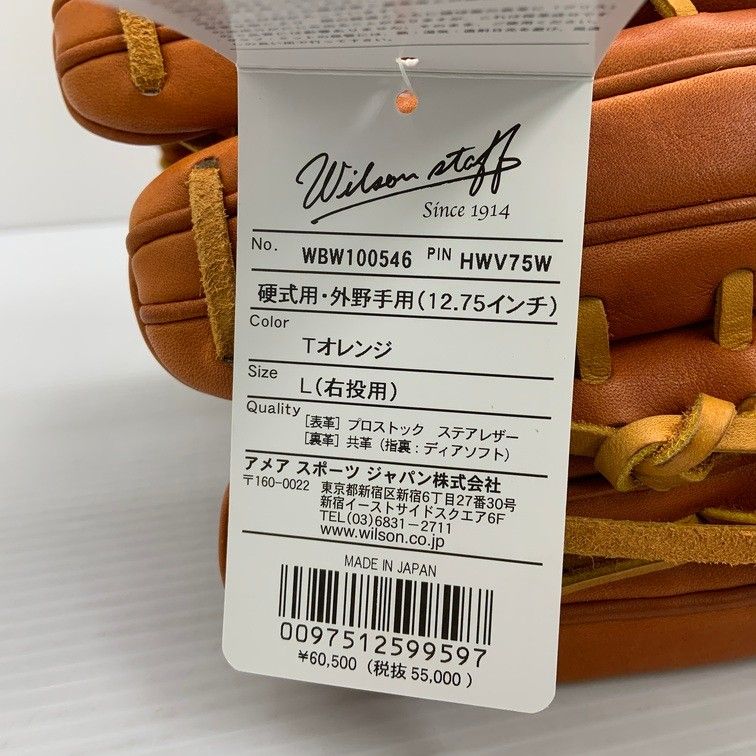 Wilson staff
Since 1914
No. WBW100546 PIN HWV75W
硬式用・外野手用(12.75インチ)
Color
Tオレンジ
Size
L(右投用)
Quality
[表革] プロストック ステアレザー
[裏革] 共革(指裏:ディアソフト)
アメア スポーツ ジャパン株式会社
〒160-0022 東京都新宿区新宿6丁目27番30号
新宿イーストサイドスクエア6F
TEL(03)6831-2711
www.wilson.co.jp
MADE IN JAPAN
0097512599597
¥60,500 (税抜 55,000 )